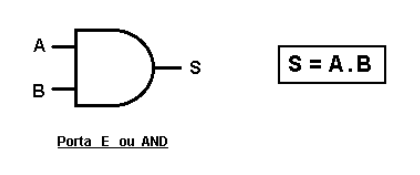 A
B
S
S = A . B
Porta E ou AND